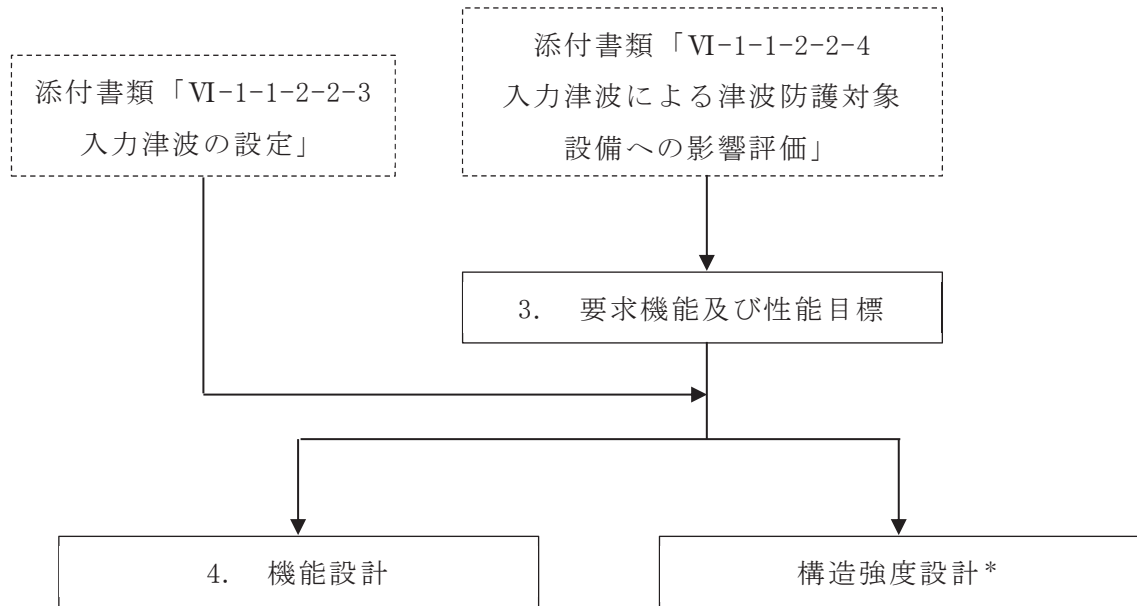 添付書類「Ⅵ-1-1-2-2-3
入力津波の設定」
添付書類「Ⅵ-1-1-2-2-4
入力津波による津波防護対象
設備への影響評価」
3. 要求機能及び性能目標
4. 機能設計
構造強度設計*